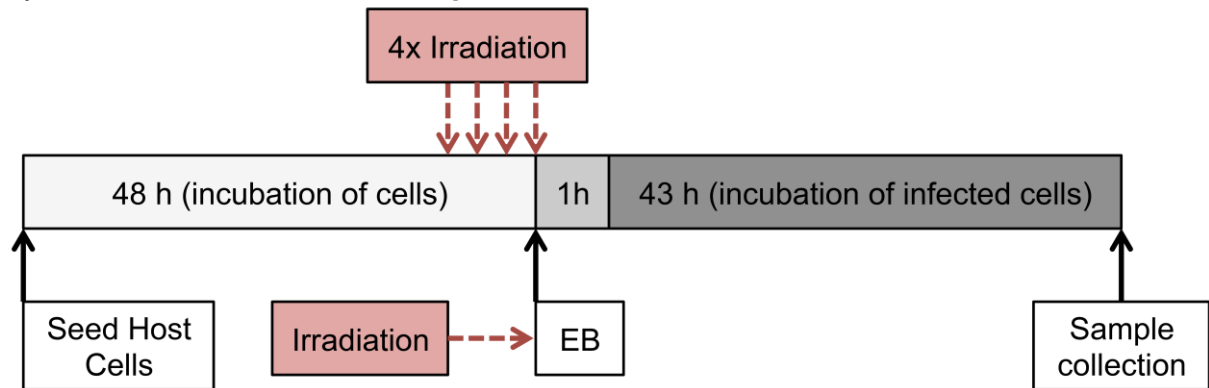 4x Irradiation
48 h (incubation of cells)
1h
43 h (incubation of infected cells)
Seed Host
Cells
Irradiation
EB
Sample
collection